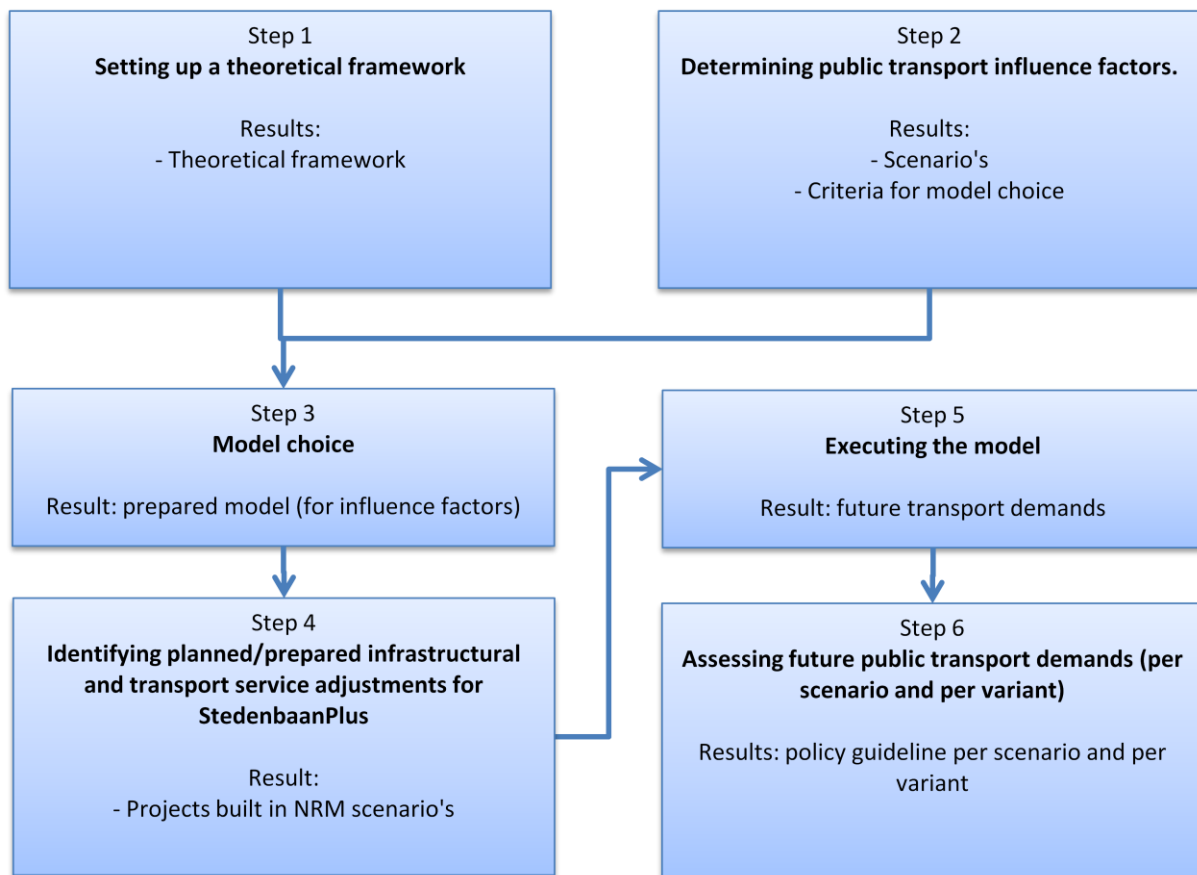 Step 1
Setting up a theoretical framework
Results:
- Theoretical framework
Step 2
Determining public transport influence factors.
Results:
- Scenario's
- Criteria for model choice
Step 3
Model choice
Result: prepared model (for influence factors)
Step 4
Identifying planned/prepared infrastructural
and transport service adjustments for
StedenbaanPlus
Result:
- Projects built in NRM scenario's
Step 5
Executing the model
Result: future transport demands
Step 6
Assessing future public transport demands (per
scenario and per variant)
Results: policy guideline per scenario and per
variant